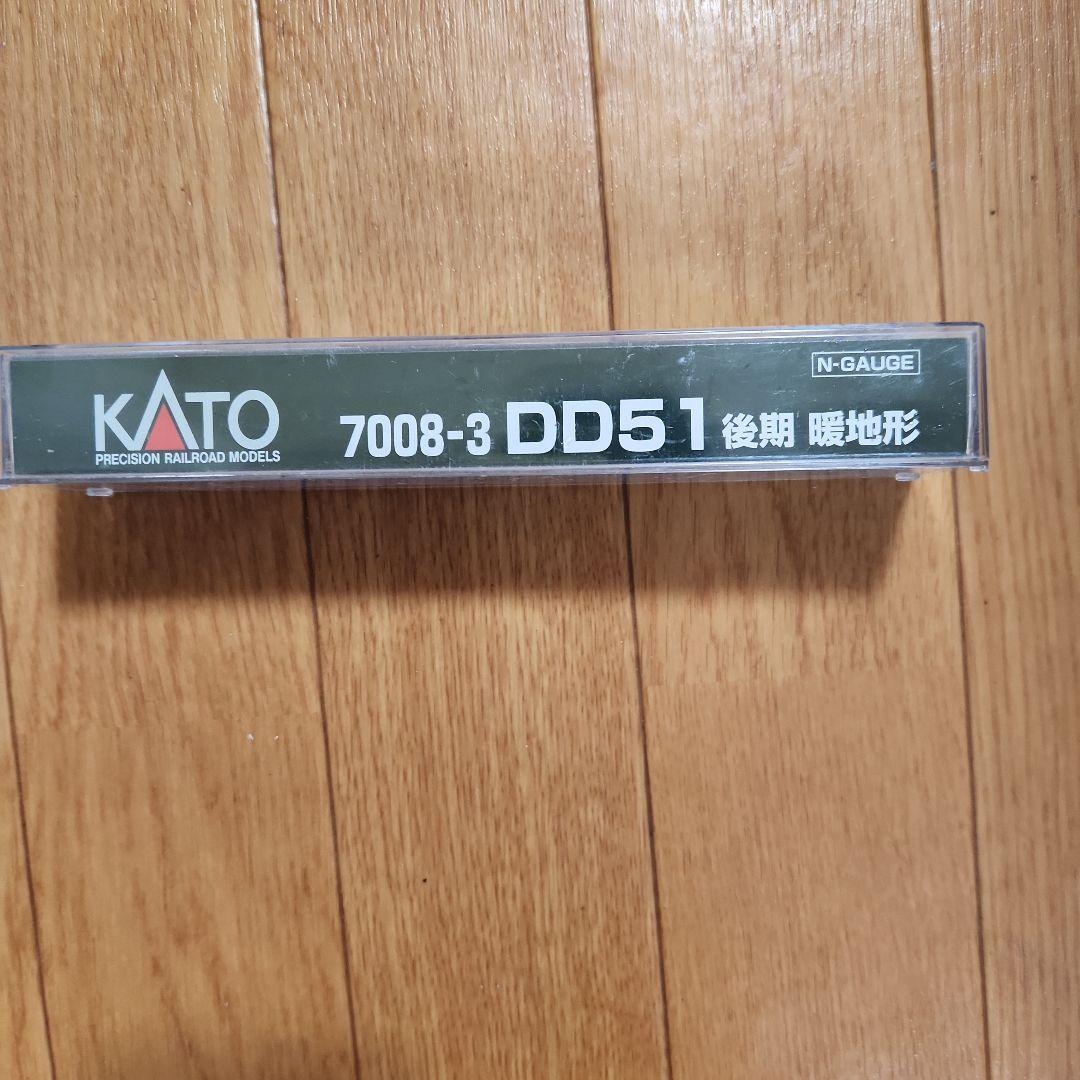 N-GAUGE
KATO
PRECISION RAILROAD MODELS
7008-3 DD51 後期 暖地形